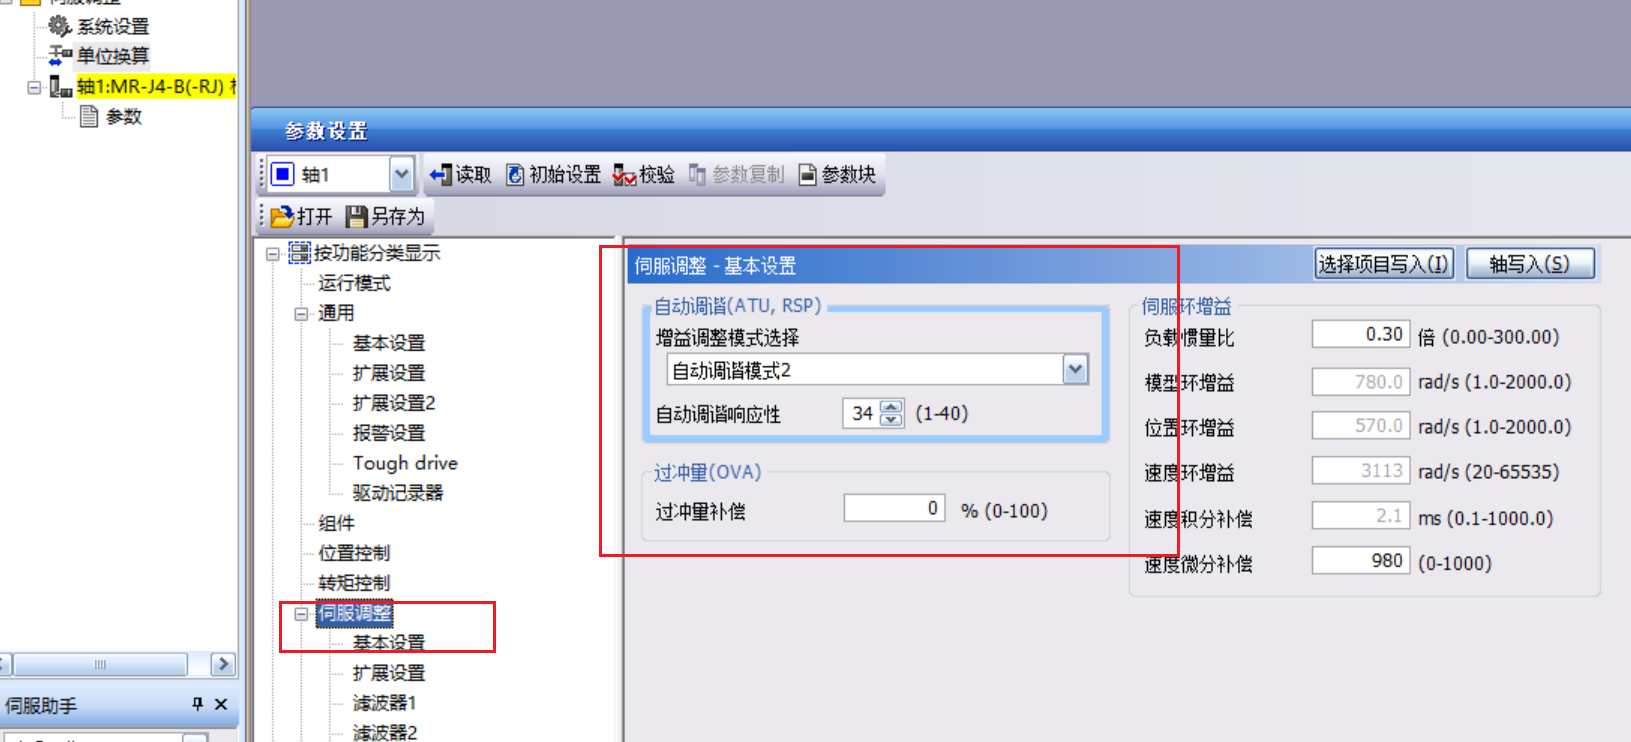 伺服调整
系统设置
单位换算
轴1:MR-J4-B(-RJ)
参数
参数设置
轴1
读取
初始设置
校验
参数复制
参数块
打开
另存为
按功能分类显示
运行模式
通用
基本设置
扩展设置
扩展设置2
报警设置
Tough drive
驱动记录器
组件
位置控制
转矩控制
伺服调整
基本设置
扩展设置
滤波器1
滤波器2
伺服助手
伺服调整 - 基本设置
选择项目写入(I)
轴写入(S)
自动调谐(ATU, RSP)
增益调整模式选择
自动调谐模式2
自动调谐响应性 34 (1-40)
过冲量(OVA)
过冲量补偿 0 % (0-100)
伺服环增益
负载惯量比 0.30 倍 (0.00-300.00)
模型环增益 780.0 rad/s (1.0-2000.0)
位置环增益 570.0 rad/s (1.0-2000.0)
速度环增益 3113 rad/s (20-65535)
速度积分补偿 2.1 ms (0.1-1000.0)
速度微分补偿 980 (0-1000)